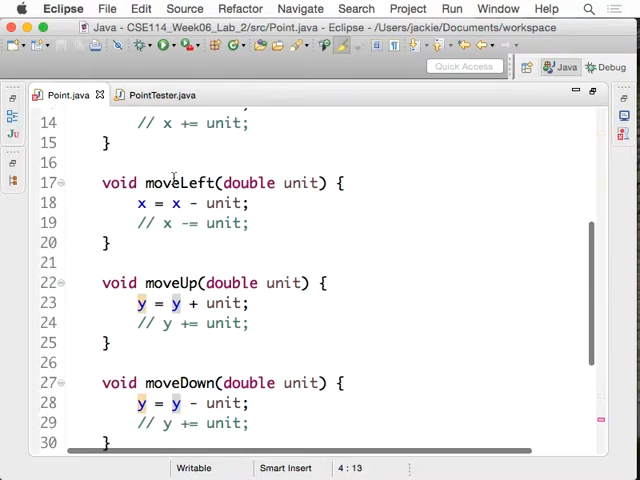 Eclipse File Edit Source Refactor Navigate Search Project Run Window Help
Java - CSE114_Week06_Lab_2/src/Point.java - Eclipse - /Users/jackie/Documents/workspace
Quick Access
Java
Debug
Point.java
PointTester.java
14 // x += unit;
15 }
16
17 void moveLeft(double unit) {
18 x = x - unit;
19 // x -= unit;
20 }
21
22 void moveUp(double unit) {
23 y = y + unit;
24 // y += unit;
25 }
26
27 void moveDown(double unit) {
28 y = y - unit;
29 // y += unit;
30 }
Writable Smart Insert 4 : 13